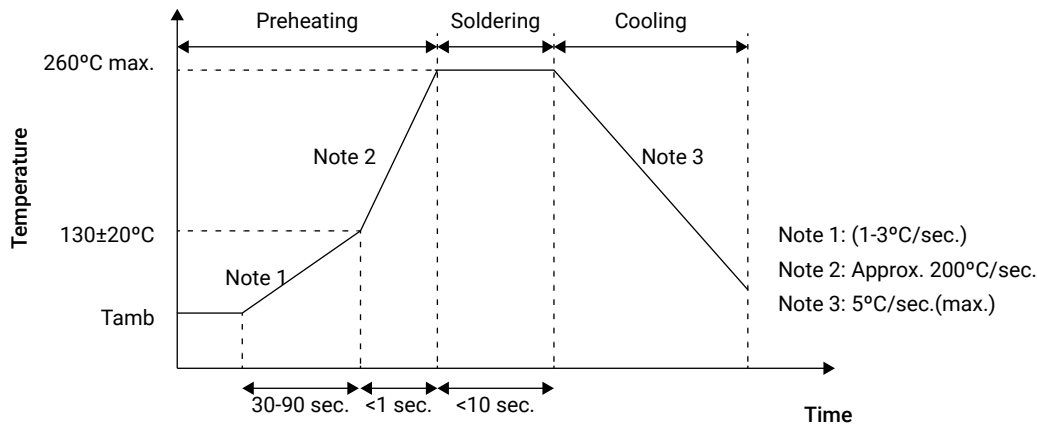 Preheating
Soldering
Cooling
260ºC max.
Note 2
Note 3
Temperature
130±20ºC
Note 1: (1-3ºC/sec.)
Note 1
Note 2: Approx. 200ºC/sec.
Note 3: 5ºC/sec.(max.)
Tamb
30-90 sec.
<1 sec.
<10 sec.
Time